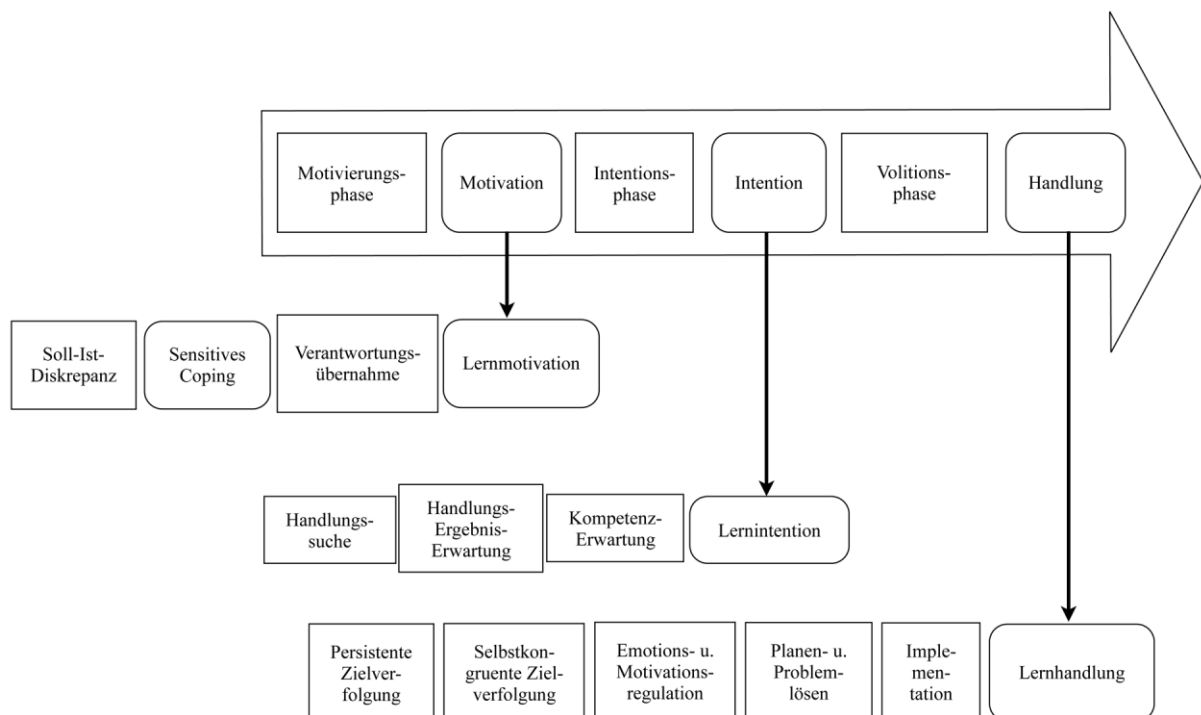 Motivierungs-
phase
Motivation
Intentions-
phase
Intention
Volitions-
phase
Handlung
Soll-Ist-
Diskrepanz
Sensitives
Coping
Verantwortungs-
übernahme
Lernmotivation
Handlungs-
suche
Handlungs-
Ergebnis-
Erwartung
Kompetenz-
Erwartung
Lernintention
Persistente
Zielver-
folgung
Selbstkon-
gruente Ziel-
verfolgung
Emotions- u.
Motivations-
regulation
Planen- u.
Problem-
lösen
Imple-
men-
tation
Lernhandlung